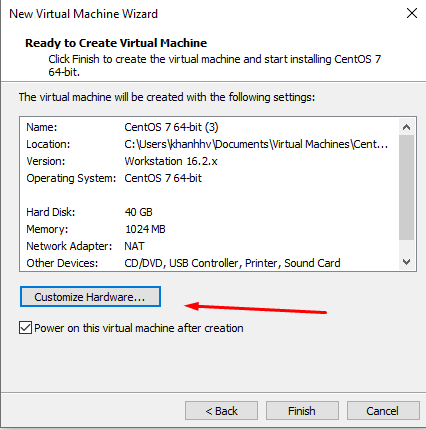 New Virtual Machine Wizard
Ready to Create Virtual Machine
Click Finish to create the virtual machine and start installing CentOS 7
64-bit.
The virtual machine will be created with the following settings:
Name: CentOS 7 64-bit (3)
Location: C:\Users\khanhhv\Documents\Virtual Machines\Cent...
Version: Workstation 16.2.x
Operating System: CentOS 7 64-bit
Hard Disk: 40 GB
Memory: 1024 MB
Network Adapter: NAT
Other Devices: CD/DVD, USB Controller, Printer, Sound Card
Customize Hardware...
Power on this virtual machine after creation
< Back Finish Cancel